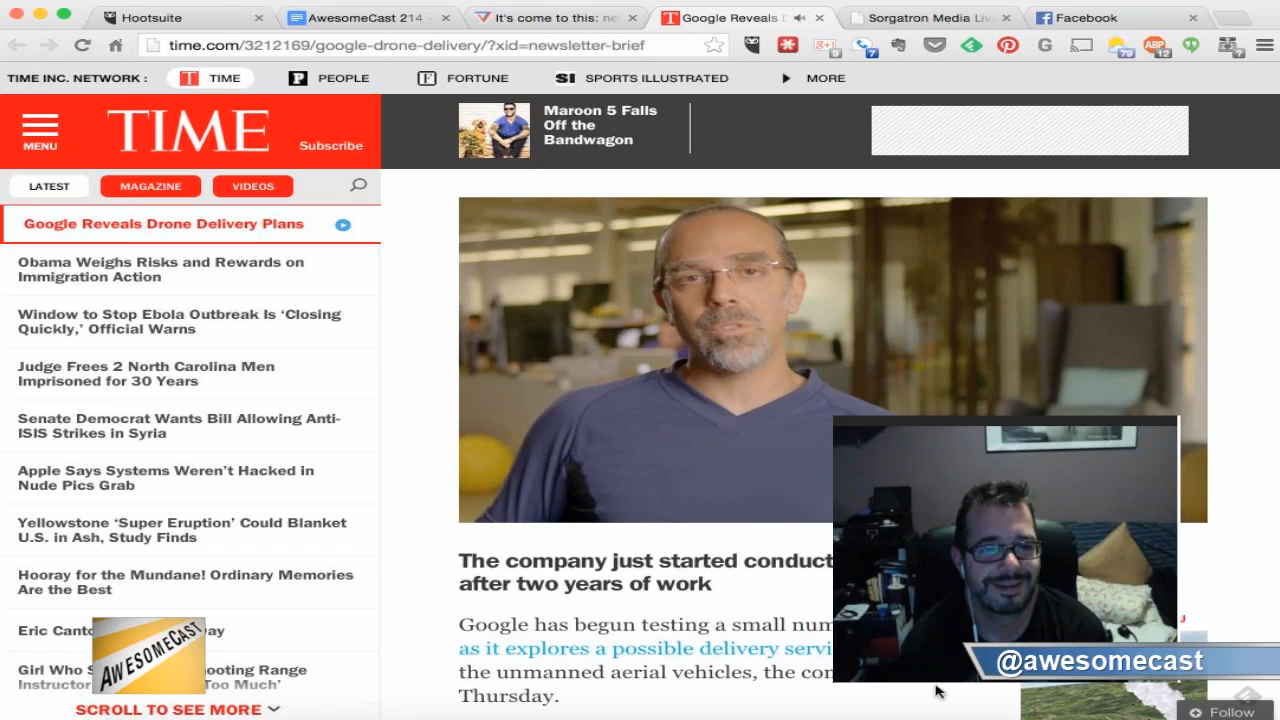 Hootsuite
AwesomeCast 214 -
It's come to this: ne
Google Reveals D
Sorgatron Media Liv
Facebook
time.com/3212169/google-drone-delivery/?xid=newsletter-brief
TIME INC. NETWORK :
TIME
PEOPLE
FORTUNE
SPORTS ILLUSTRATED
MORE
MENU
TIME
Subscribe
Maroon 5 Falls
Off the
Bandwagon
LATEST
MAGAZINE
VIDEOS
Google Reveals Drone Delivery Plans
Obama Weighs Risks and Rewards on
Immigration Action
Window to Stop Ebola Outbreak Is ‘Closing
Quickly,’ Official Warns
Judge Frees 2 North Carolina Men
Imprisoned for 30 Years
Senate Democrat Wants Bill Allowing Anti-
ISIS Strikes in Syria
Apple Says Systems Weren’t Hacked in
Nude Pics Grab
Yellowstone ‘Super Eruption’ Could Blanket
U.S. in Ash, Study Finds
Hooray for the Mundane! Ordinary Memories
Are the Best
Eric Canto ay
Girl Who S ooting Range
Instructor Too Much’
AWESOMECAST
SCROLL TO SEE MORE
The company just started conduct
after two years of work
Google has begun testing a small num
as it explores a possible delivery servi
the unmanned aerial vehicles, the con
Thursday.
@awesomecast
Follow